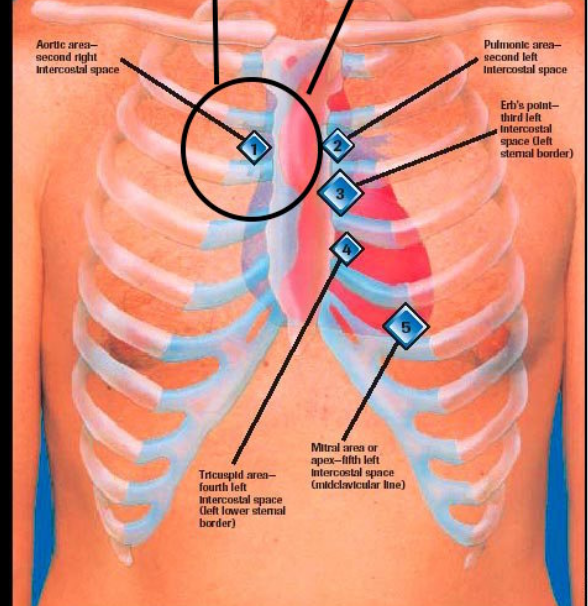 Aortic area—
second right
intercostal space
Pulmonic area—
second left
intercostal space
Erb's point—
third left
intercostal
space (left
sternal border)
1
2
3
4
5
Tricuspid area—
fourth left
intercostal space
(left lower sternal
border)
Mitral area or
apex—fifth left
intercostal space
(midclavicular line)